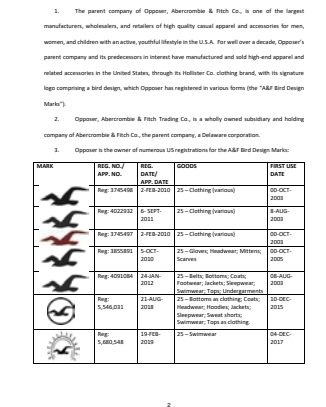 1. The parent company of Opposer, Abercrombie & Fitch Co., is one of the largest
manufacturers, wholesalers, and retailers of high quality casual apparel and accessories for men,
women, and children with an active, youthful lifestyle in the U.S.A. For well over a decade, Opposer's
parent company and its predecessors in interest have manufactured and sold high-end apparel and
related accessories in the United States, through its Hollister Co. clothing brand, with its signature
logo comprising a bird design, which Opposer has registered in various forms (the "A&F Bird Design
Marks").
2. Opposer, Abercrombie & Fitch Trading Co., is a wholly owned subsidiary and holding
company of Abercrombie & Fitch Co., the parent company, a Delaware corporation.
3. Opposer is the owner of numerous US registrations for the A&F Bird Design Marks:
MARK REG. NO./ REG. GOODS FIRST USE
APP. NO. DATE/ DATE
APP. DATE
Reg: 3745498 2-FEB-2010 25 – Clothing (various) 00-OCT-
2003
Reg: 4022932 6- SEPT- 25 – Clothing (various) 8-AUG-
2011 2003
Reg: 3745497 2-FEB-2010 25 – Clothing (various) 00-OCT-
2003
Reg: 3855891 5-OCT- 25 – Gloves; Headwear; Mittens; 00-OCT-
2010 Scarves 2005
Reg: 4091084 24-JAN- 25 – Belts; Bottoms; Coats; 08-AUG-
2012 Footwear; Jackets; Sleepwear; 2003
Swimwear; Tops; Undergarments
Reg: 21-AUG- 25 – Bottoms as clothing; Coats; 10-DEC-
5,546,031 2018 Headwear; Hoodies; Jackets; 2015
Sleepwear; Sweat shorts;
Swimwear; Tops as clothing.
Reg: 19-FEB- 25 – Swimwear 04-DEC-
5,680,548 2019 2017
2